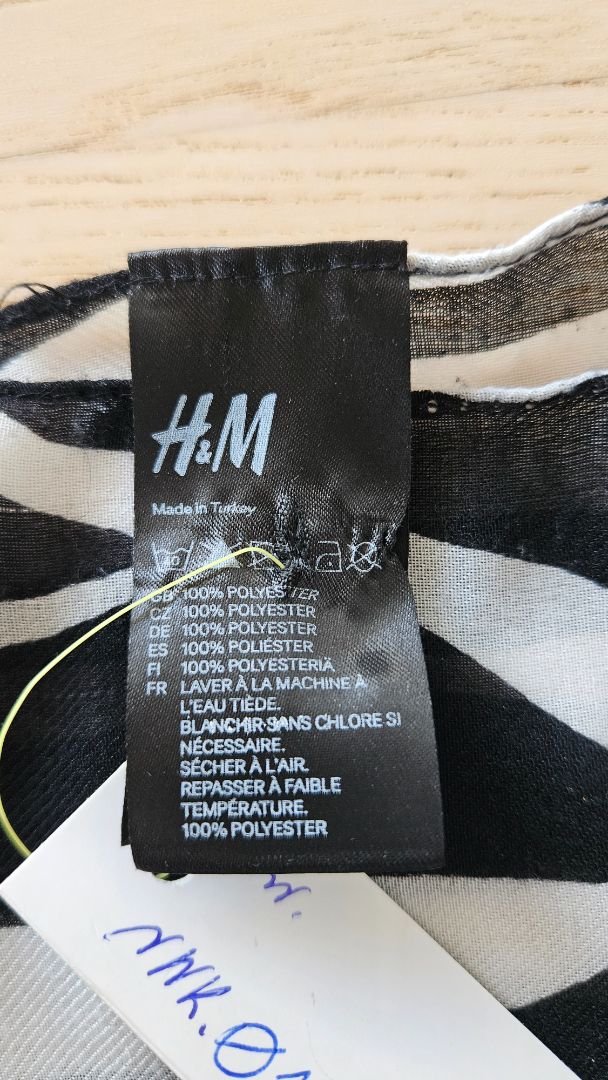 H&M
Made in Turkey
GB 100% POLYESTER
CZ 100% POLYESTER
DE 100% POLYESTER
ES 100% POLIÉSTER
FI 100% POLYESTERIÄ
FR LAVER À LA MACHINE À
L'EAU TIÈDE.
BLANCHIR SANS CHLORE SI
NÉCESSAIRE.
SÉCHER À L'AIR.
REPASSER À FAIBLE
TEMPÉRATURE.
100% POLYESTER